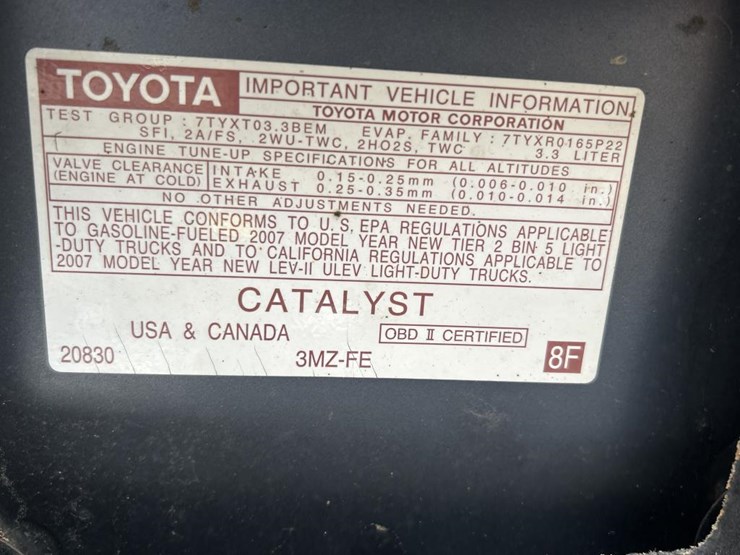 TOYOTA IMPORTANT VEHICLE INFORMATION
TOYOTA MOTOR CORPORATION
TEST GROUP : 7TYXT03.3BEM EVAP. FAMILY : 7TYXR0165P22
SFI, 2A/FS, 2WU-TWC, 2HO2S, TWC 3.3 LITER
ENGINE TUNE-UP SPECIFICATIONS FOR ALL ALTITUDES
VALVE CLEARANCE INTAKE 0.15-0.25mm (0.006-0.010 in.)
(ENGINE AT COLD) EXHAUST 0.25-0.35mm (0.010-0.014 in.)
NO OTHER ADJUSTMENTS NEEDED.
THIS VEHICLE CONFORMS TO U.S. EPA REGULATIONS APPLICABLE
TO GASOLINE-FUELED 2007 MODEL YEAR NEW TIER 2 BIN 5 LIGHT
-DUTY TRUCKS AND TO CALIFORNIA REGULATIONS APPLICABLE TO
2007 MODEL YEAR NEW LEV-II ULEV LIGHT-DUTY TRUCKS.
CATALYST
USA & CANADA OBD II CERTIFIED
20830 3MZ-FE 8F